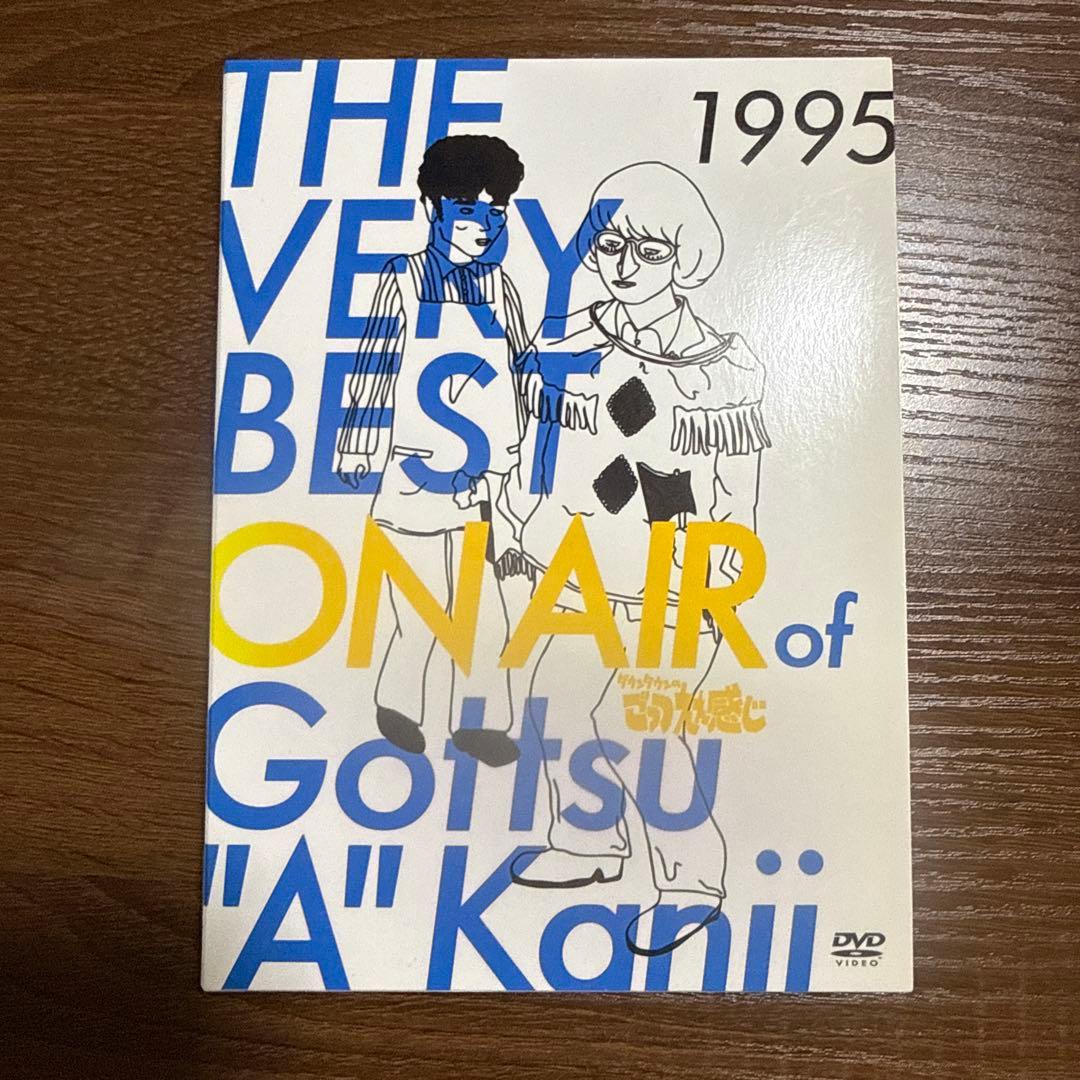 1995
THE
VERY
BEST
ON AIR of
ダウンタウンの
ごっつええ感じ
Gottsu
"A" Kanji
DVD
VIDEO